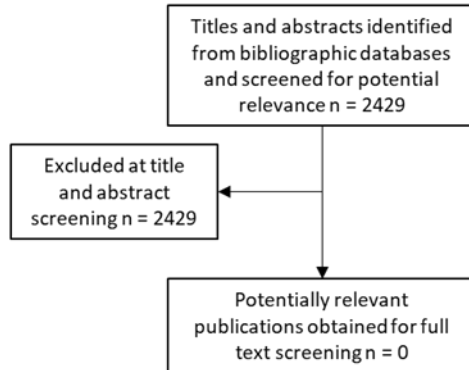 Titles and abstracts identified
from bibliographic databases
and screened for potential
relevance n = 2429
Excluded at title
and abstract
screening n = 2429
Potentially relevant
publications obtained for full
text screening n = 0